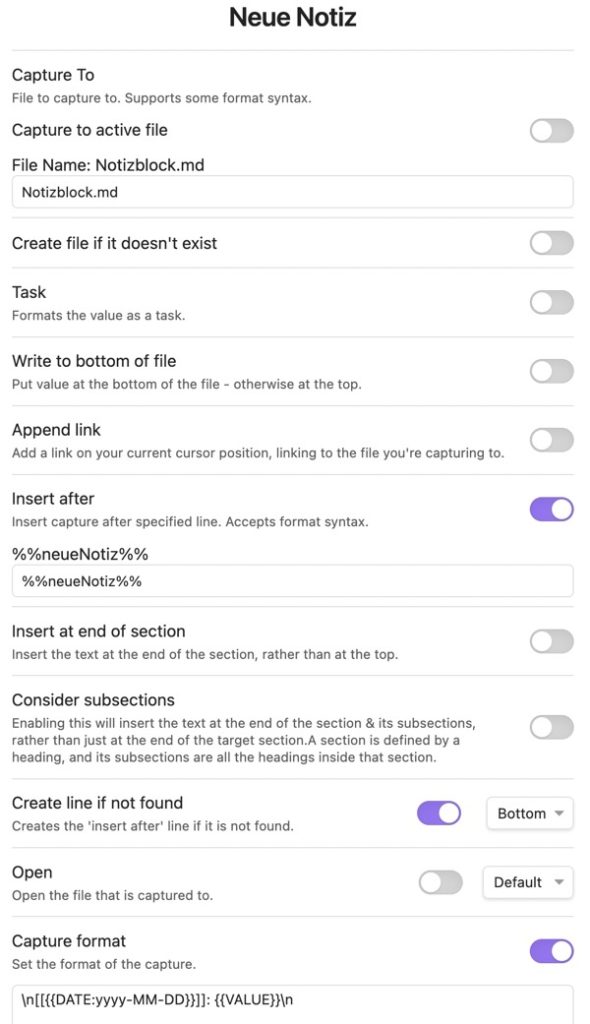 Neue Notiz
Capture To
File to capture to. Supports some format syntax.
Capture to active file
File Name: Notizblock.md
Notizblock.md
Create file if it doesn't exist
Task
Formats the value as a task.
Write to bottom of file
Put value at the bottom of the file - otherwise at the top.
Append link
Add a link on your current cursor position, linking to the file you're capturing to.
Insert after
Insert capture after specified line. Accepts format syntax.
%%neueNotiz%%
%%neueNotiz%%
Insert at end of section
Insert the text at the end of the section, rather than at the top.
Consider subsections
Enabling this will insert the text at the end of the section & its subsections,
rather than just at the end of the target section.A section is defined by a
heading, and its subsections are all the headings inside that section.
Create line if not found
Bottom
Creates the 'insert after' line if it is not found.
Open
Default
Open the file that is captured to.
Capture format
Set the format of the capture.
\n[[{{DATE:yyyy-MM-DD}}]]: {{VALUE}}\n